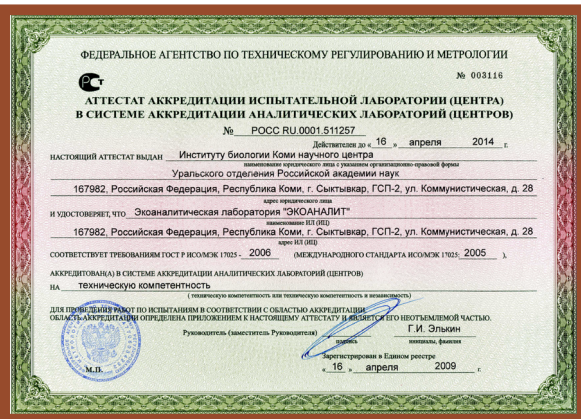 ФЕДЕРАЛЬНОЕ АГЕНТСТВО ПО ТЕХНИЧЕСКОМУ РЕГУЛИРОВАНИЮ И МЕТРОЛОГИИ
№ 003116
АТТЕСТАТ АККРЕДИТАЦИИ ИСПЫТАТЕЛЬНОЙ ЛАБОРАТОРИИ (ЦЕНТРА)
В СИСТЕМЕ АККРЕДИТАЦИИ АНАЛИТИЧЕСКИХ ЛАБОРАТОРИЙ (ЦЕНТРОВ)
№ РОСС RU.0001.511257
Действителен до « 16 » апреля 2014 г.
НАСТОЯЩИЙ АТТЕСТАТ ВЫДАН Институту биологии Коми научного центра
наименование юридического лица с указанием организационно-правовой формы
Уральского отделения Российской академии наук
167982, Российская Федерация, Республика Коми, г. Сыктывкар, ГСП-2, ул. Коммунистическая, д. 28
адрес юридического лица
И УДОСТОВЕРЯЕТ, ЧТО Экоаналитическая лаборатория "ЭКОАНАЛИТ"
наименование ИЛ (ИЦ)
167982, Российская Федерация, Республика Коми, г. Сыктывкар, ГСП-2, ул. Коммунистическая, д. 28
адрес ИЛ (ИЦ)
СООТВЕТСТВУЕТ ТРЕБОВАНИЯМ ГОСТ Р ИСО/МЭК 17025 - 2006 (МЕЖДУНАРОДНОГО СТАНДАРТА ИСО/МЭК 17025: 2005 ),
АККРЕДИТОВАН(А) В СИСТЕМЕ АККРЕДИТАЦИИ АНАЛИТИЧЕСКИХ ЛАБОРАТОРИЙ (ЦЕНТРОВ)
НА техническую компетентность
( техническую компетентность или техническую компетентность и независимость)
ДЛЯ ПРОВЕДЕНИЯ РАБОТ ПО ИСПЫТАНИЯМ В СООТВЕТСТВИИ С ОБЛАСТЬЮ АККРЕДИТАЦИИ.
ОБЛАСТЬ АККРЕДИТАЦИИ ОПРЕДЕЛЕНА ПРИЛОЖЕНИЕМ К НАСТОЯЩЕМУ АТТЕСТАТУ И ЯВЛЯЕТСЯ ЕГО НЕОТЪЕМЛЕМОЙ ЧАСТЬЮ.
Руководитель (заместитель Руководителя) Г.И. Элькин
подпись инициалы, фамилия
М.П.
Зарегистрирован в Едином реестре
« 16 » апреля 2009 г.